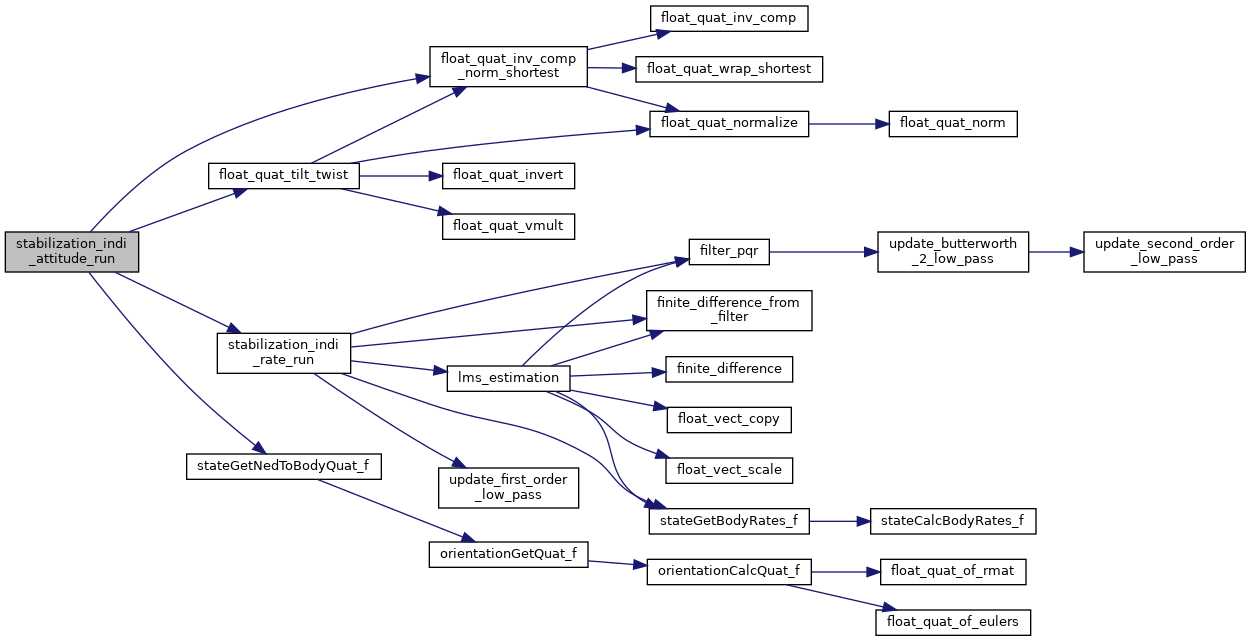 stabilization_indi
_attitude_run
float_quat_inv_comp
_norm_shortest
float_quat_inv_comp
float_quat_wrap_shortest
float_quat_normalize
float_quat_norm
float_quat_tilt_twist
float_quat_invert
float_quat_vmult
stabilization_indi
_rate_run
filter_pqr
update_butterworth
_2_low_pass
update_second_order
_low_pass
finite_difference_from
_filter
lms_estimation
finite_difference
float_vect_copy
float_vect_scale
update_first_order
_low_pass
stateGetBodyRates_f
stateCalcBodyRates_f
stateGetNedToBodyQuat_f
orientationGetQuat_f
orientationCalcQuat_f
float_quat_of_rmat
float_quat_of_eulers